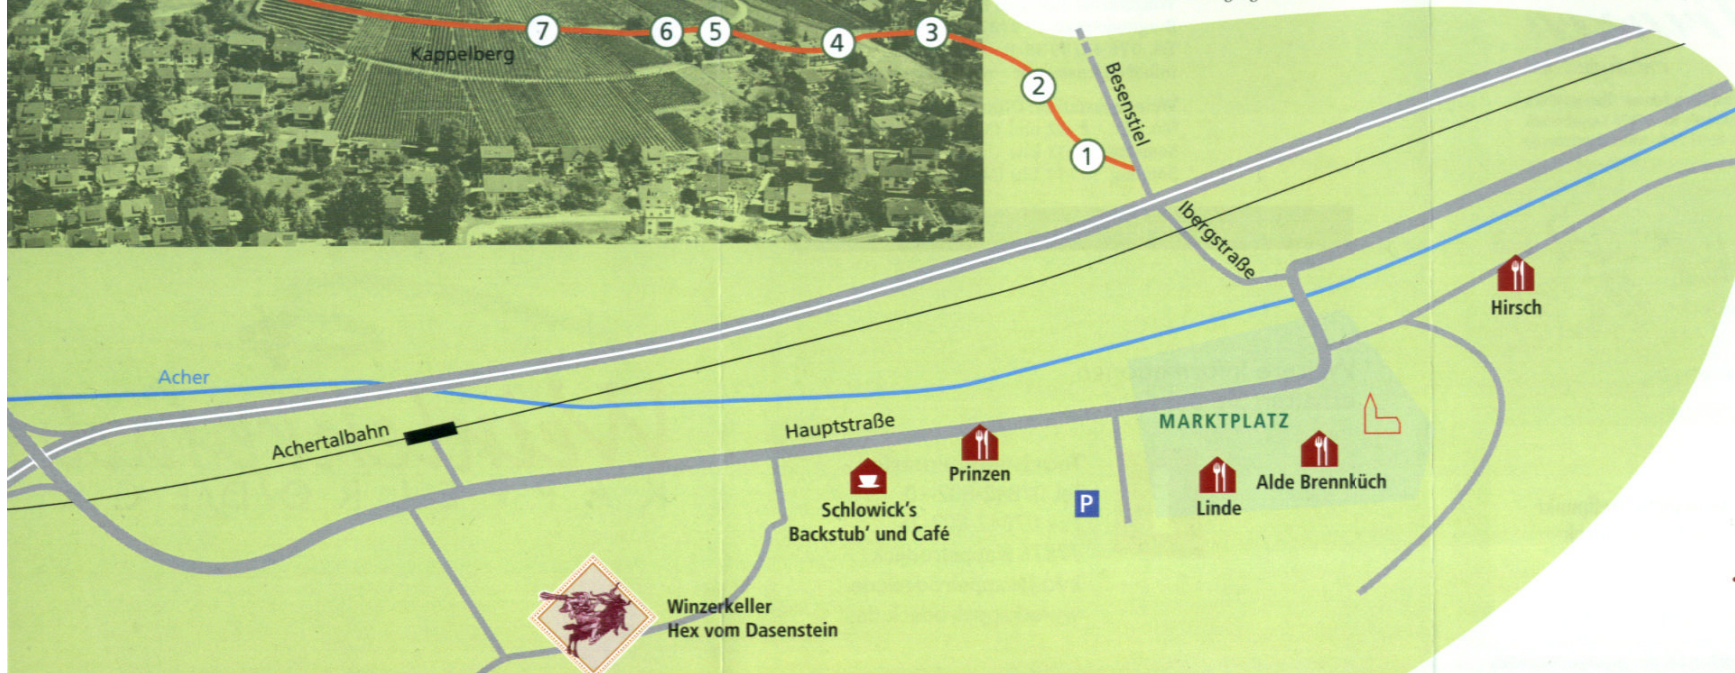 7
6
5
4
3
2
1
Kappelberg
Besenstiel
Ibergstraße
Hirsch
Acher
Achertalbahn
Hauptstraße
MARKTPLATZ
Prinzen
Alde Brennküch
Linde
P
Schlowick's
Backstub' und Café
Winzerkeller
Hex vom Dasenstein